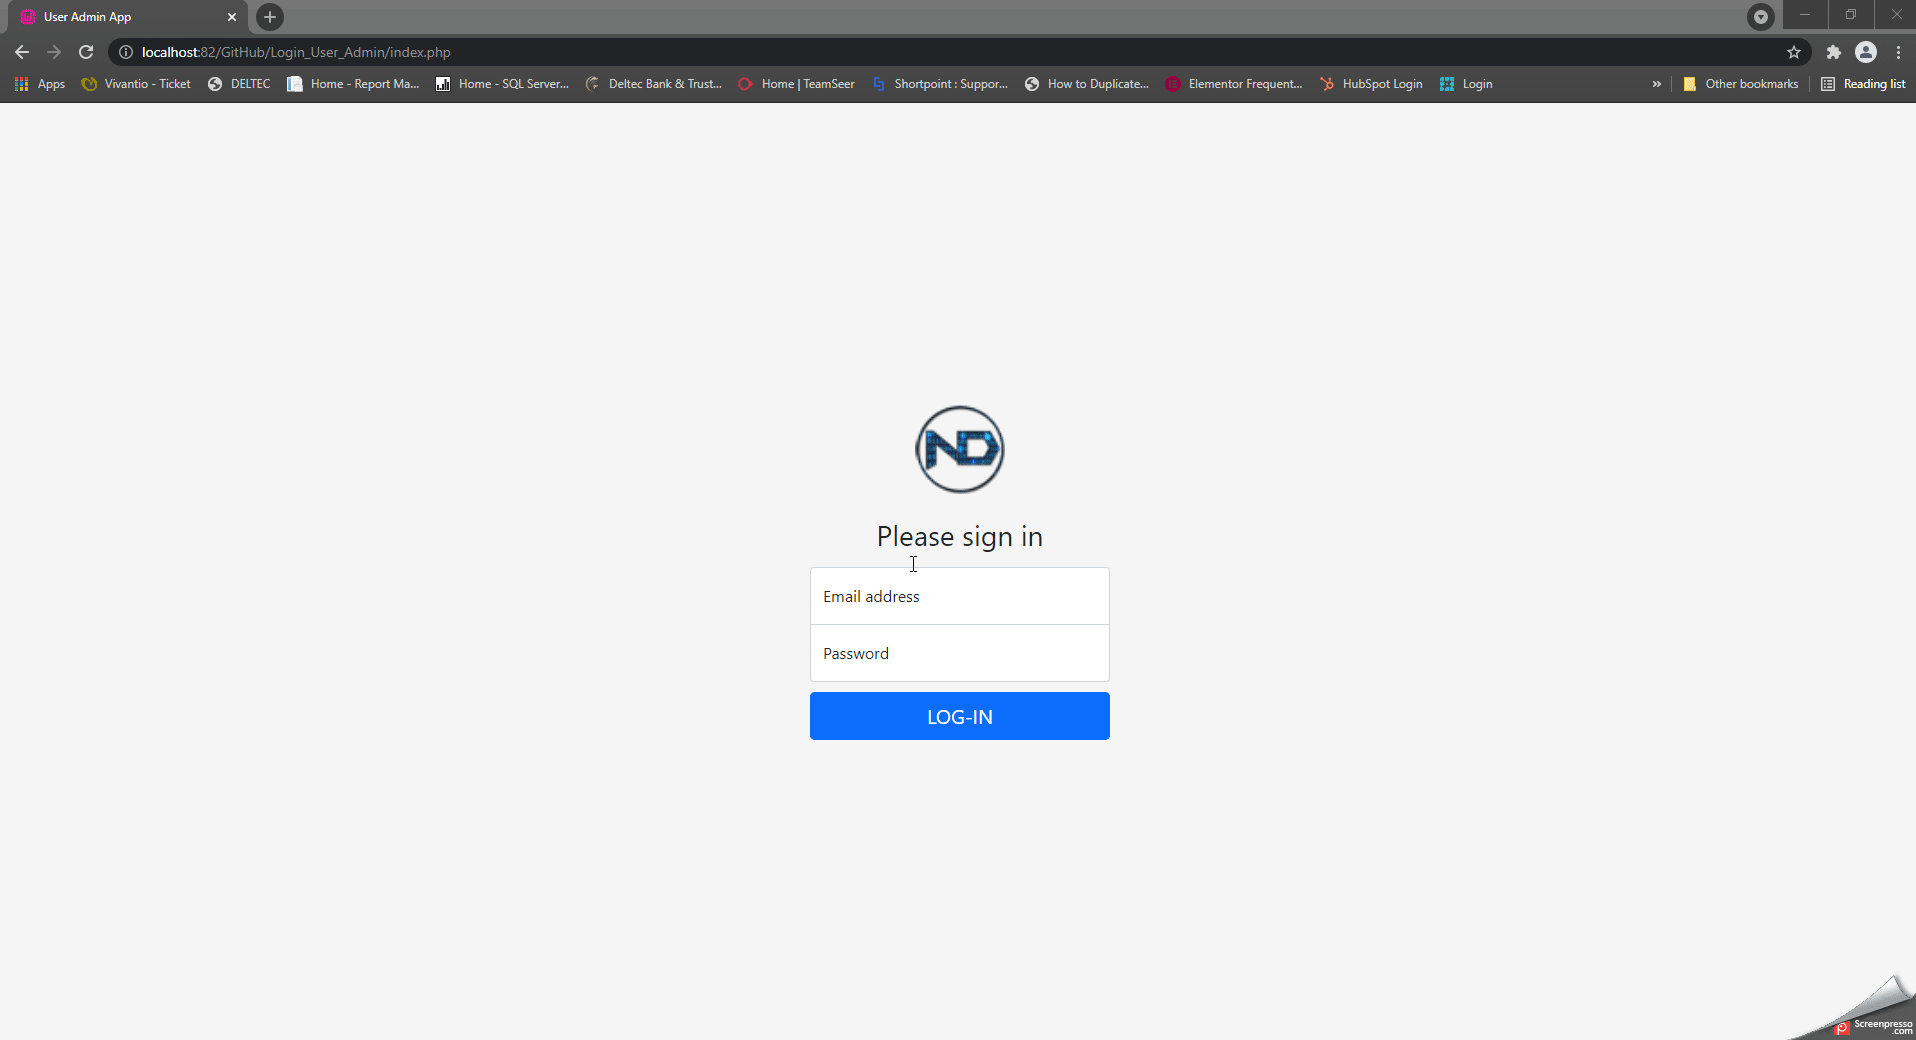 User Admin App
localhost:82/GitHub/Login_User_Admin/index.php
Apps Vivantio - Ticket DELTEC Home - Report Ma... Home - SQL Server... Deltec Bank & Trust... Home | TeamSeer Shortpoint : Suppor... How to Duplicate... Elementor Frequent... HubSpot Login Login » Other bookmarks Reading list
ND
Please sign in
Email address
Password
LOG-IN
Screenpresso
.com